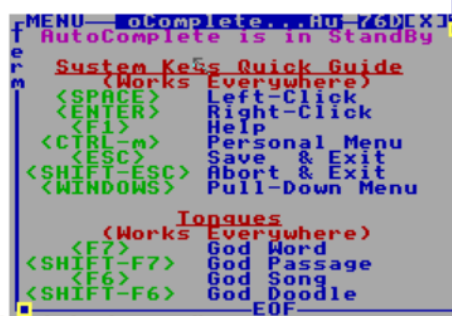 MENU oComplete...Au 76D[X]
Term
AutoComplete is in StandBy
System Keys Quick Guide
(Works Everywhere)
<SPACE> Left-Click
<ENTER> Right-Click
<F1> Help
<CTRL-m> Personal Menu
<ESC> Save & Exit
<SHIFT-ESC> Abort & Exit
<WINDOWS> Pull-Down Menu
Tongues
(Works Everywhere)
<F7> God Word
<SHIFT-F7> God Passage
<F6> God Song
<SHIFT-F6> God Doodle
EOF